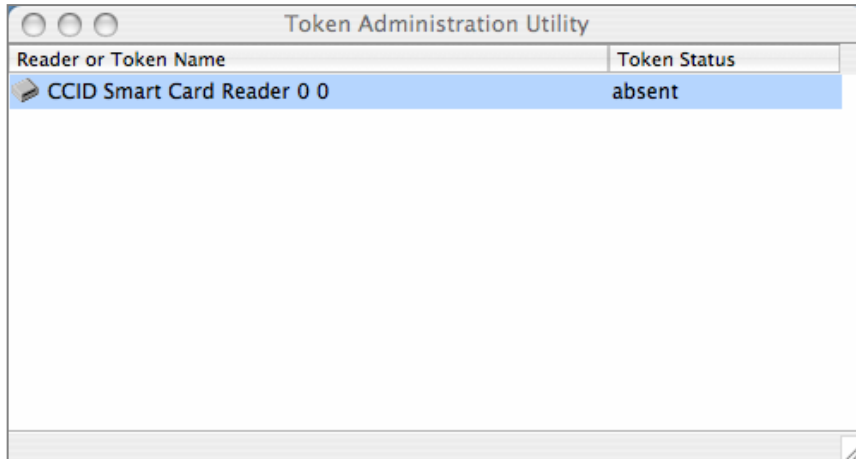 Token Administration Utility
Reader or Token Name Token Status
CCID Smart Card Reader 0 0 absent